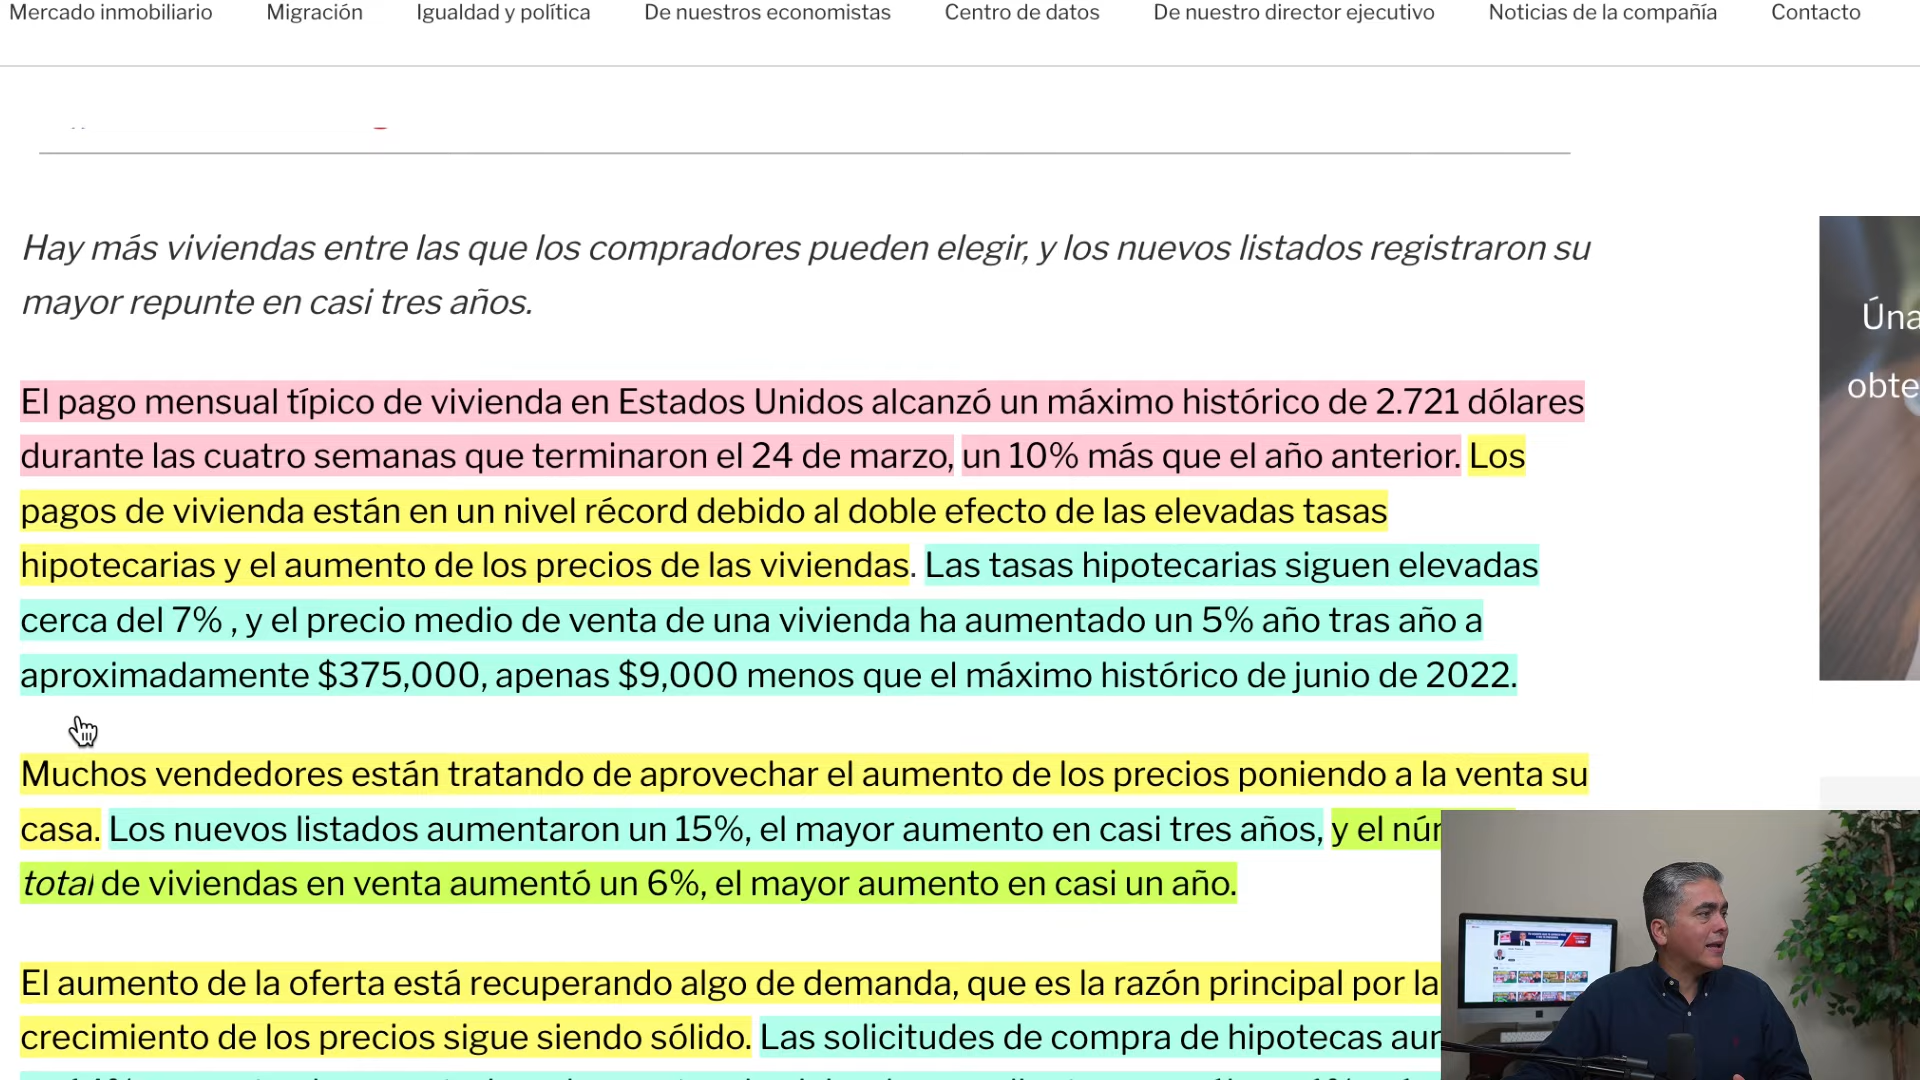 Mercado inmobiliario Migración Igualdad y política De nuestros economistas Centro de datos De nuestro director ejecutivo Noticias de la compañía Contacto
Hay más viviendas entre las que los compradores pueden elegir, y los nuevos listados registraron su
mayor repunte en casi tres años.
El pago mensual típico de vivienda en Estados Unidos alcanzó un máximo histórico de 2.721 dólares
durante las cuatro semanas que terminaron el 24 de marzo, un 10% más que el año anterior. Los
pagos de vivienda están en un nivel récord debido al doble efecto de las elevadas tasas
hipotecarias y el aumento de los precios de las viviendas. Las tasas hipotecarias siguen elevadas
cerca del 7% , y el precio medio de venta de una vivienda ha aumentado un 5% año tras año a
aproximadamente $375,000, apenas $9,000 menos que el máximo histórico de junio de 2022.
Muchos vendedores están tratando de aprovechar el aumento de los precios poniendo a la venta su
casa. Los nuevos listados aumentaron un 15%, el mayor aumento en casi tres años, y el
total de viviendas en venta aumentó un 6%, el mayor aumento en casi un año.
El aumento de la oferta está recuperando algo de demanda, que es la razón principal por la
crecimiento de los precios sigue siendo sólido. Las solicitudes de compra de hipotecas